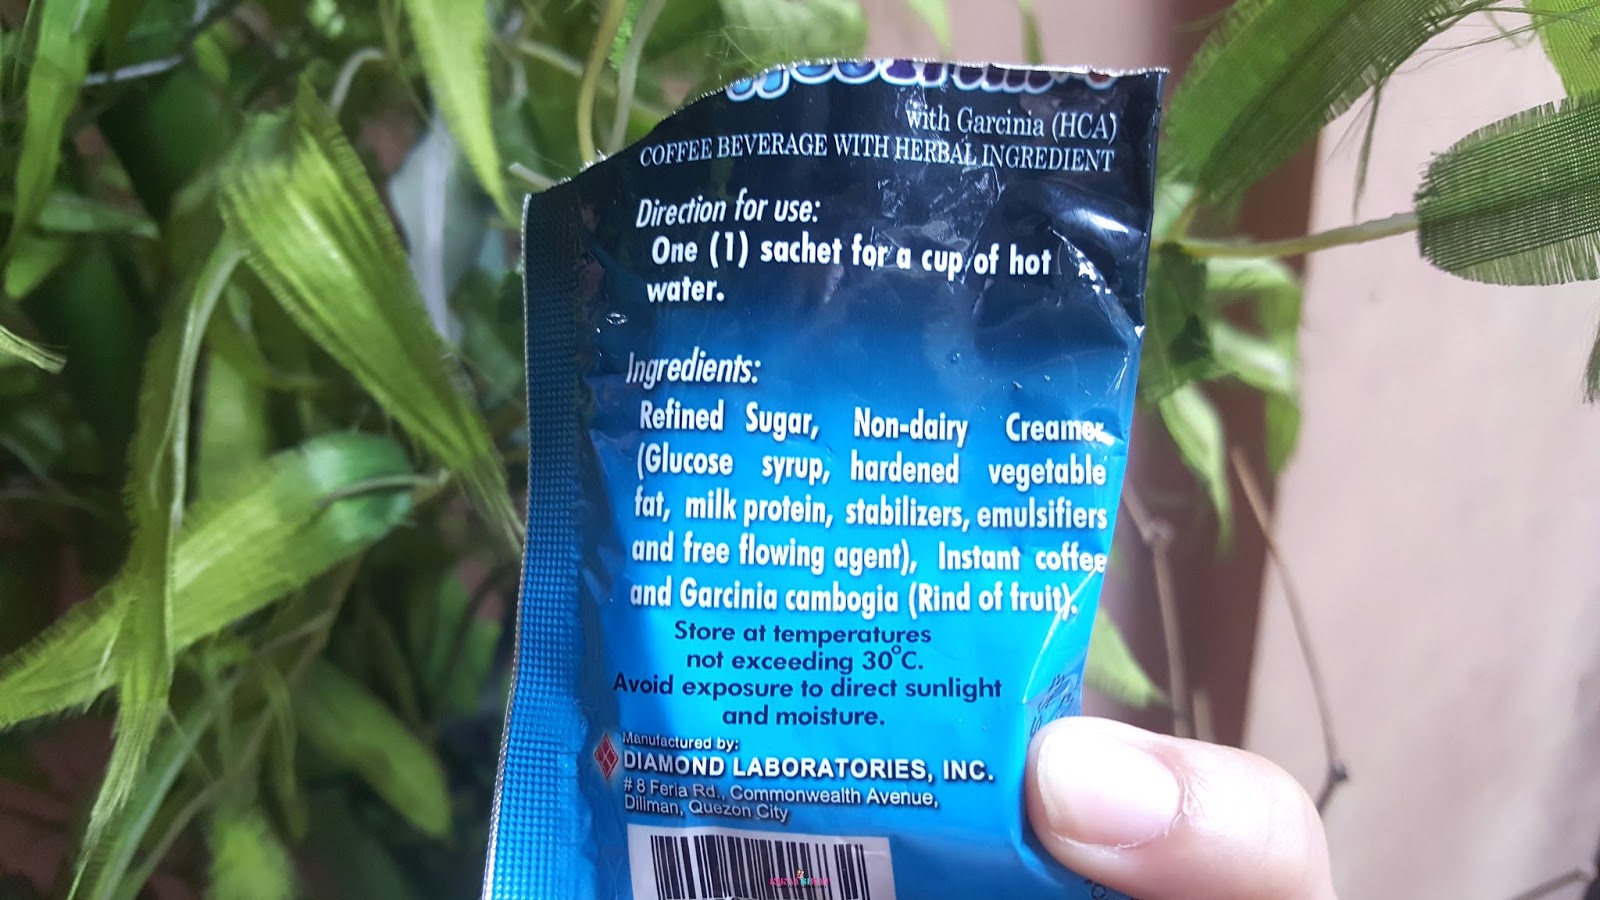 with Garcinia (HCA)
COFFEE BEVERAGE WITH HERBAL INGREDIENT
Direction for use:
One (1) sachet for a cup of hot
water.
Ingredients:
Refined Sugar, Non-dairy Creamer
(Glucose syrup, hardened vegetable
fat, milk protein, stabilizers, emulsifiers
and free flowing agent), Instant coffee
and Garcinia cambogia (Rind of fruit).
Store at temperatures
not exceeding 30°C.
Avoid exposure to direct sunlight
and moisture.
Manufactured by:
DIAMOND LABORATORIES, INC.
# 8 Feria Rd., Commonwealth Avenue,
Diliman, Quezon City